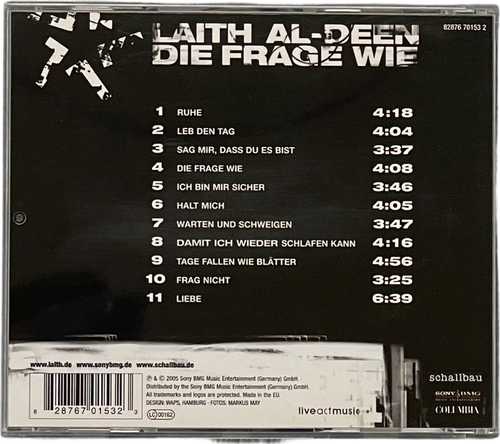 LAITH AL-DEEN
DIE FRAGE WIE
82876 70153 2
1 RUHE 4:18
2 LEB DEN TAG 4:04
3 SAG MIR, DASS DU ES BIST 3:37
4 DIE FRAGE WIE 4:08
5 ICH BIN MIR SICHER 3:46
6 HALT MICH 4:05
7 WARTEN UND SCHWEIGEN 3:47
8 DAMIT ICH WIEDER SCHLAFEN KANN 4:16
9 TAGE FALLEN WIE BLÄTTER 4:56
10 FRAG NICHT 3:25
11 LIEBE 6:39
www.laith.de www.sonybmg.de www.schallbau.de
℗ & © 2005 Sony BMG Music Entertainment (Germany) GmbH.
Distributed by the Sony BMG Music Entertainment (Germany) GmbH.
All trademarks and logos are protected. Made in EU.
DESIGN: WAPS, HAMBURG · FOTOS: MARKUS MAY
LC 00162
8 28767 01532 3
liveactmusic
schallbau
SONY BMG
MUSIC ENTERTAINMENT
COLUMBIA